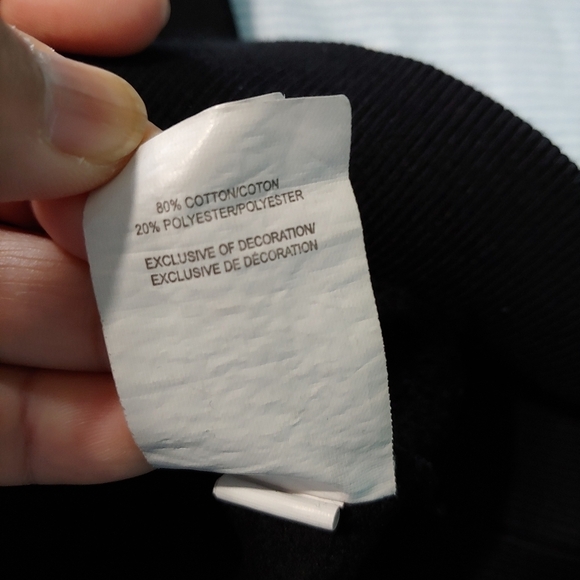 80% COTTON/COTON
20% POLYESTER/POLYESTER
EXCLUSIVE OF DECORATION/
EXCLUSIVE DE DÉCORATION